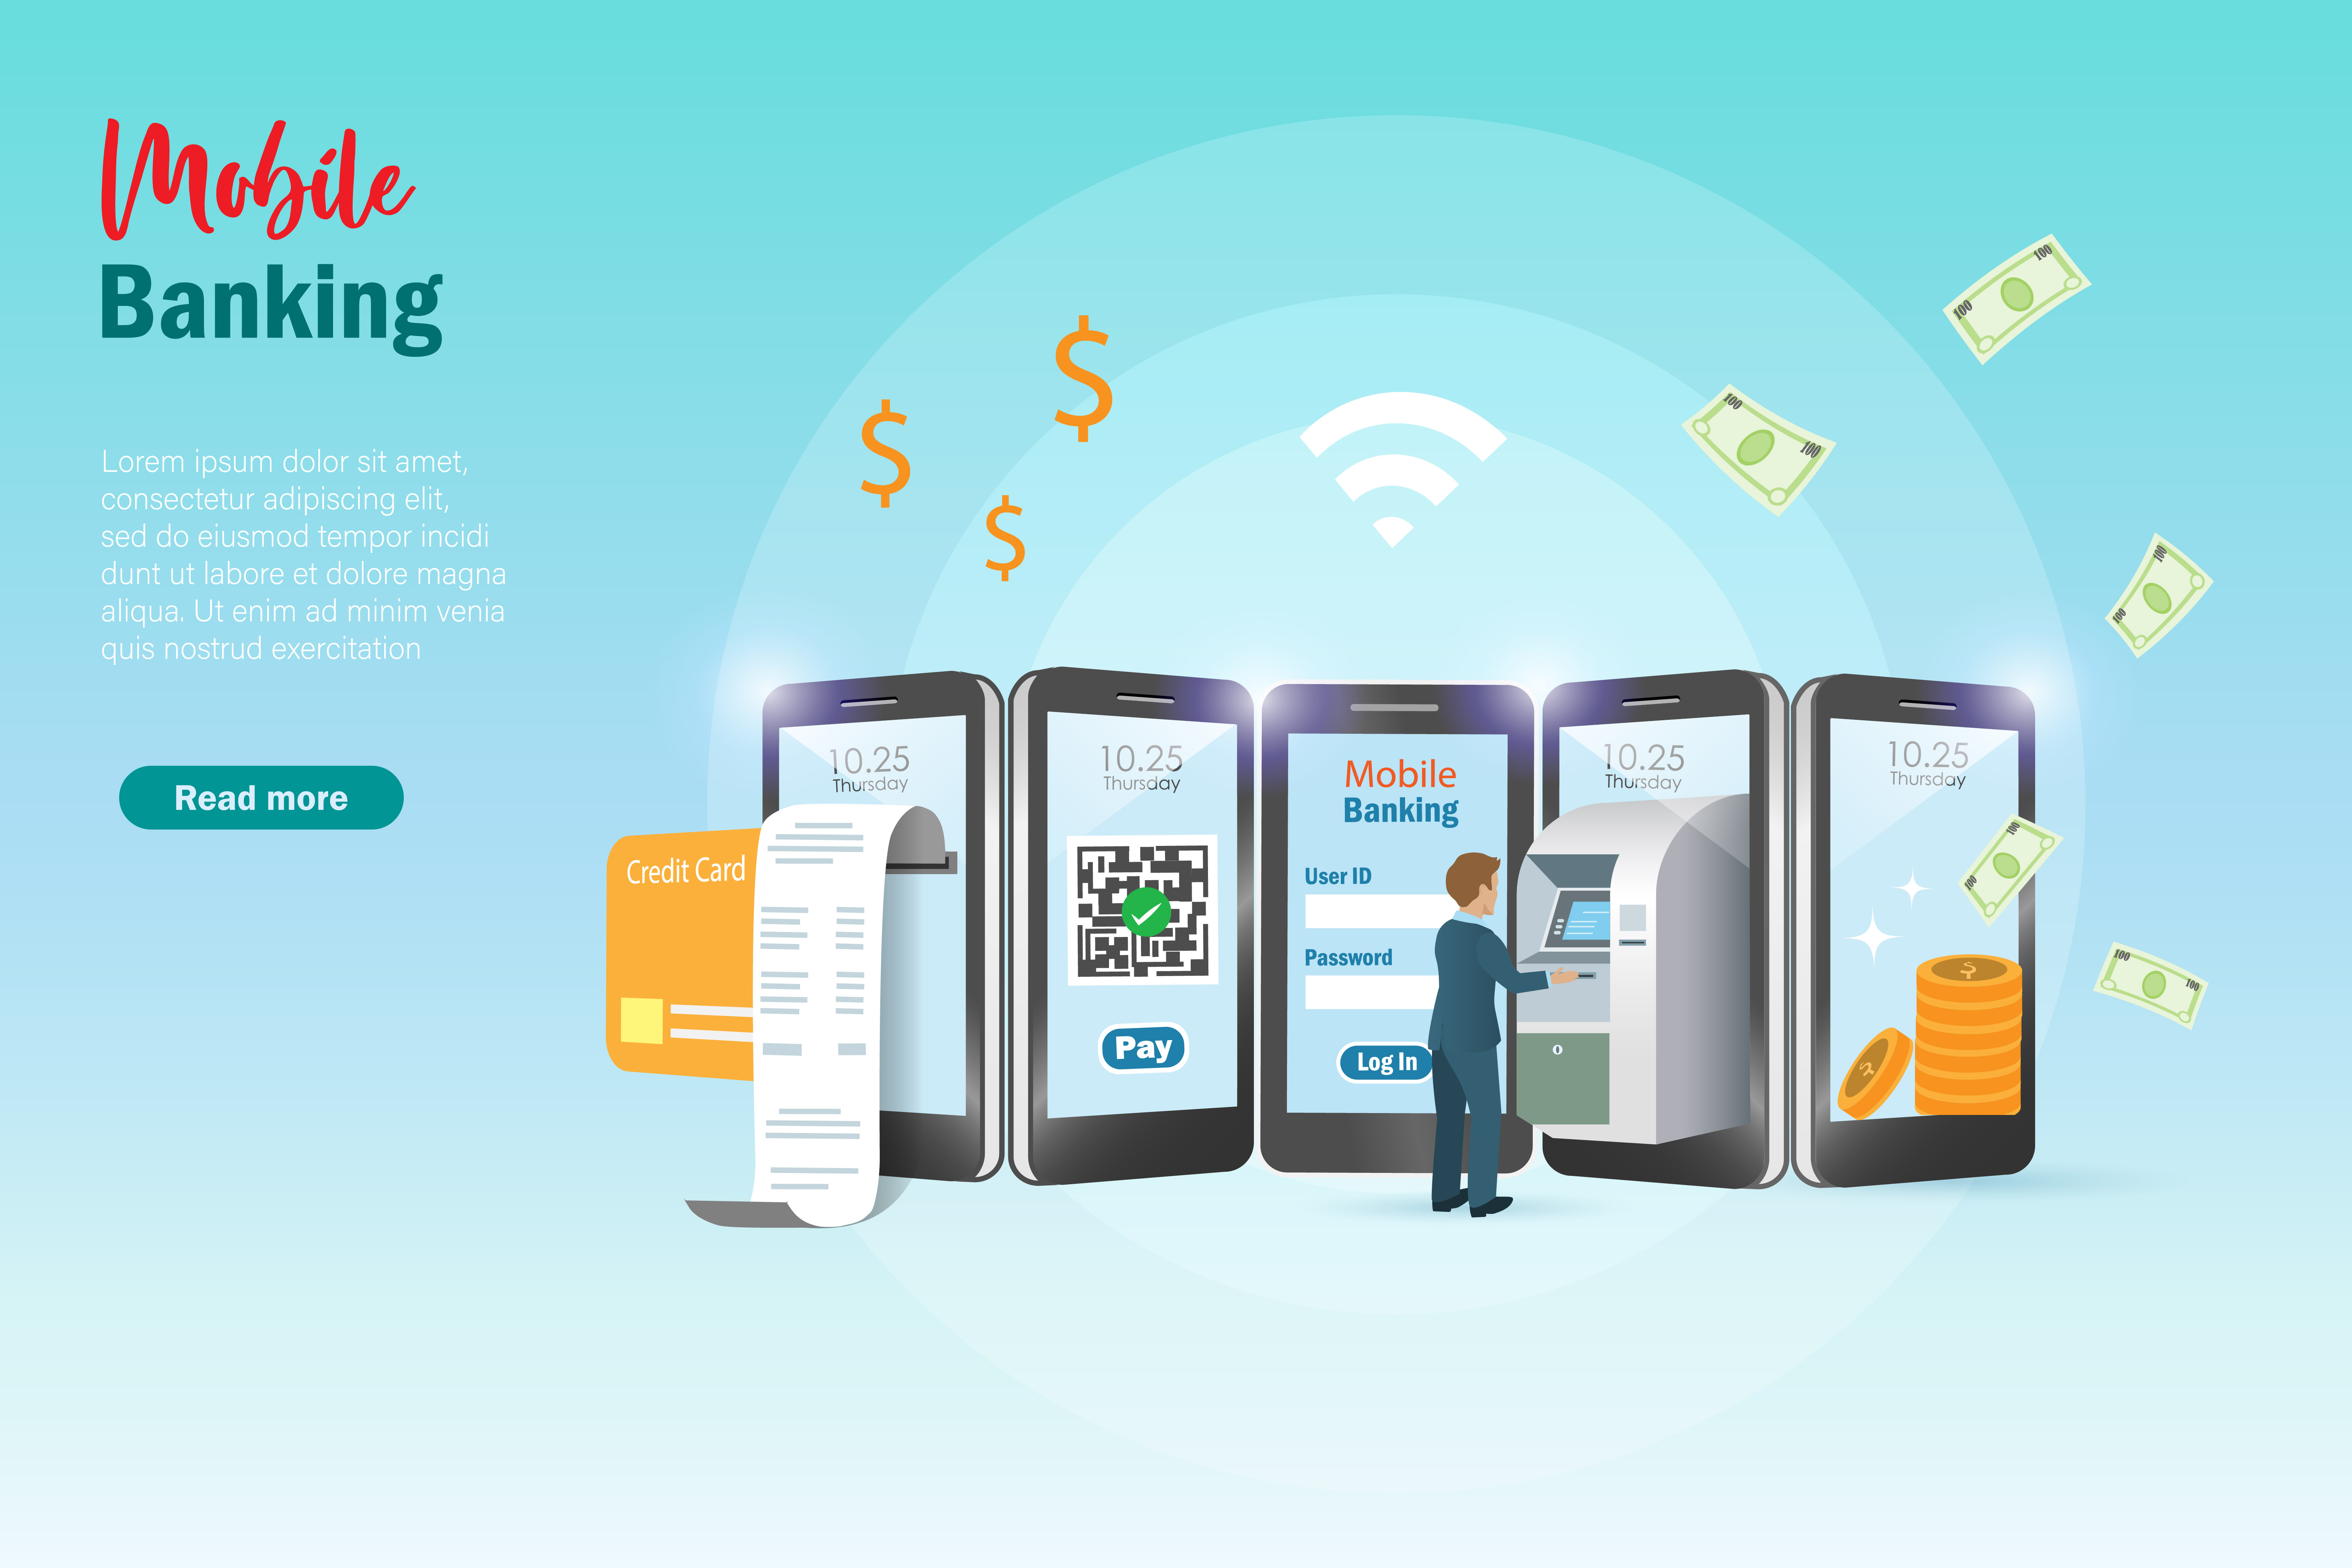 Mobile
Banking
Lorem ipsum dolor sit amet,
consectetur adipiscing elit,
sed do eiusmod tempor incidi
dunt ut labore et dolore magna
aliqua. Ut enim ad minim venia
quis nostrud exercitation
Read more
$
$
$
100
100
100
100
100
100
10.25
Thursday
Credit Card
10.25
Thursday
Pay
Mobile
Banking
User ID
Password
Log In
10.25
Thursday
10.25
Thursday
100
100
$
$
100
100